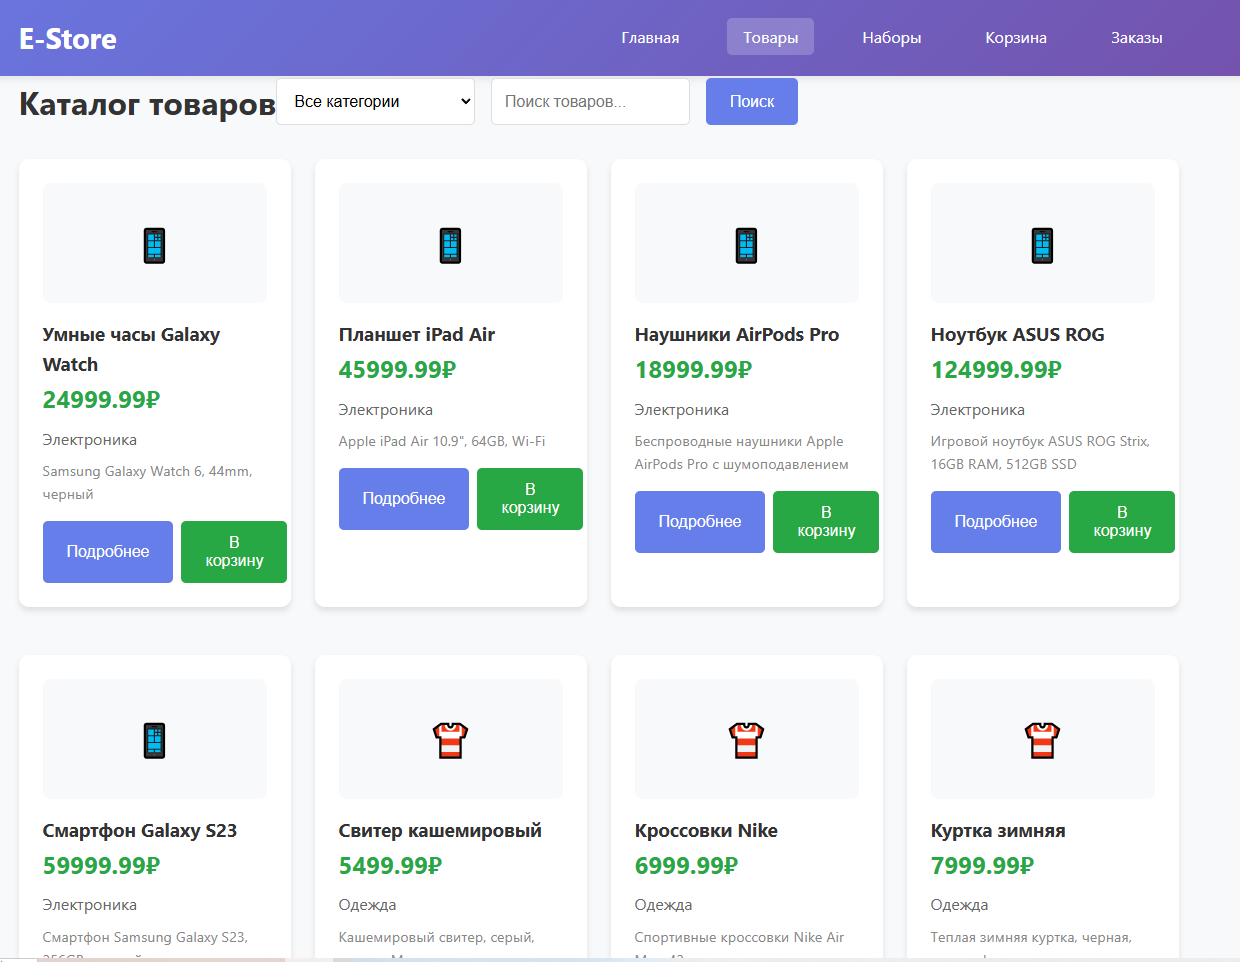 E-Store
Главная Товары Наборы Корзина Заказы
Каталог товаров Все категории Поиск товаров... Поиск
Умные часы Galaxy
Watch
24999.99₽
Электроника
Samsung Galaxy Watch 6, 44mm,
черный
Подробнее
В
корзину
Планшет iPad Air
45999.99₽
Электроника
Apple iPad Air 10.9", 64GB, Wi-Fi
Подробнее
В
корзину
Наушники AirPods Pro
18999.99₽
Электроника
Беспроводные наушники Apple
AirPods Pro с шумоподавлением
Подробнее
В
корзину
Ноутбук ASUS ROG
124999.99₽
Электроника
Игровой ноутбук ASUS ROG Strix,
16GB RAM, 512GB SSD
Подробнее
В
корзину
Смартфон Galaxy S23
59999.99₽
Электроника
Смартфон Samsung Galaxy S23,
Свитер кашемировый
5499.99₽
Одежда
Кашемировый свитер, серый,
Кроссовки Nike
6999.99₽
Одежда
Спортивные кроссовки Nike Air
Куртка зимняя
7999.99₽
Одежда
Теплая зимняя куртка, черная,